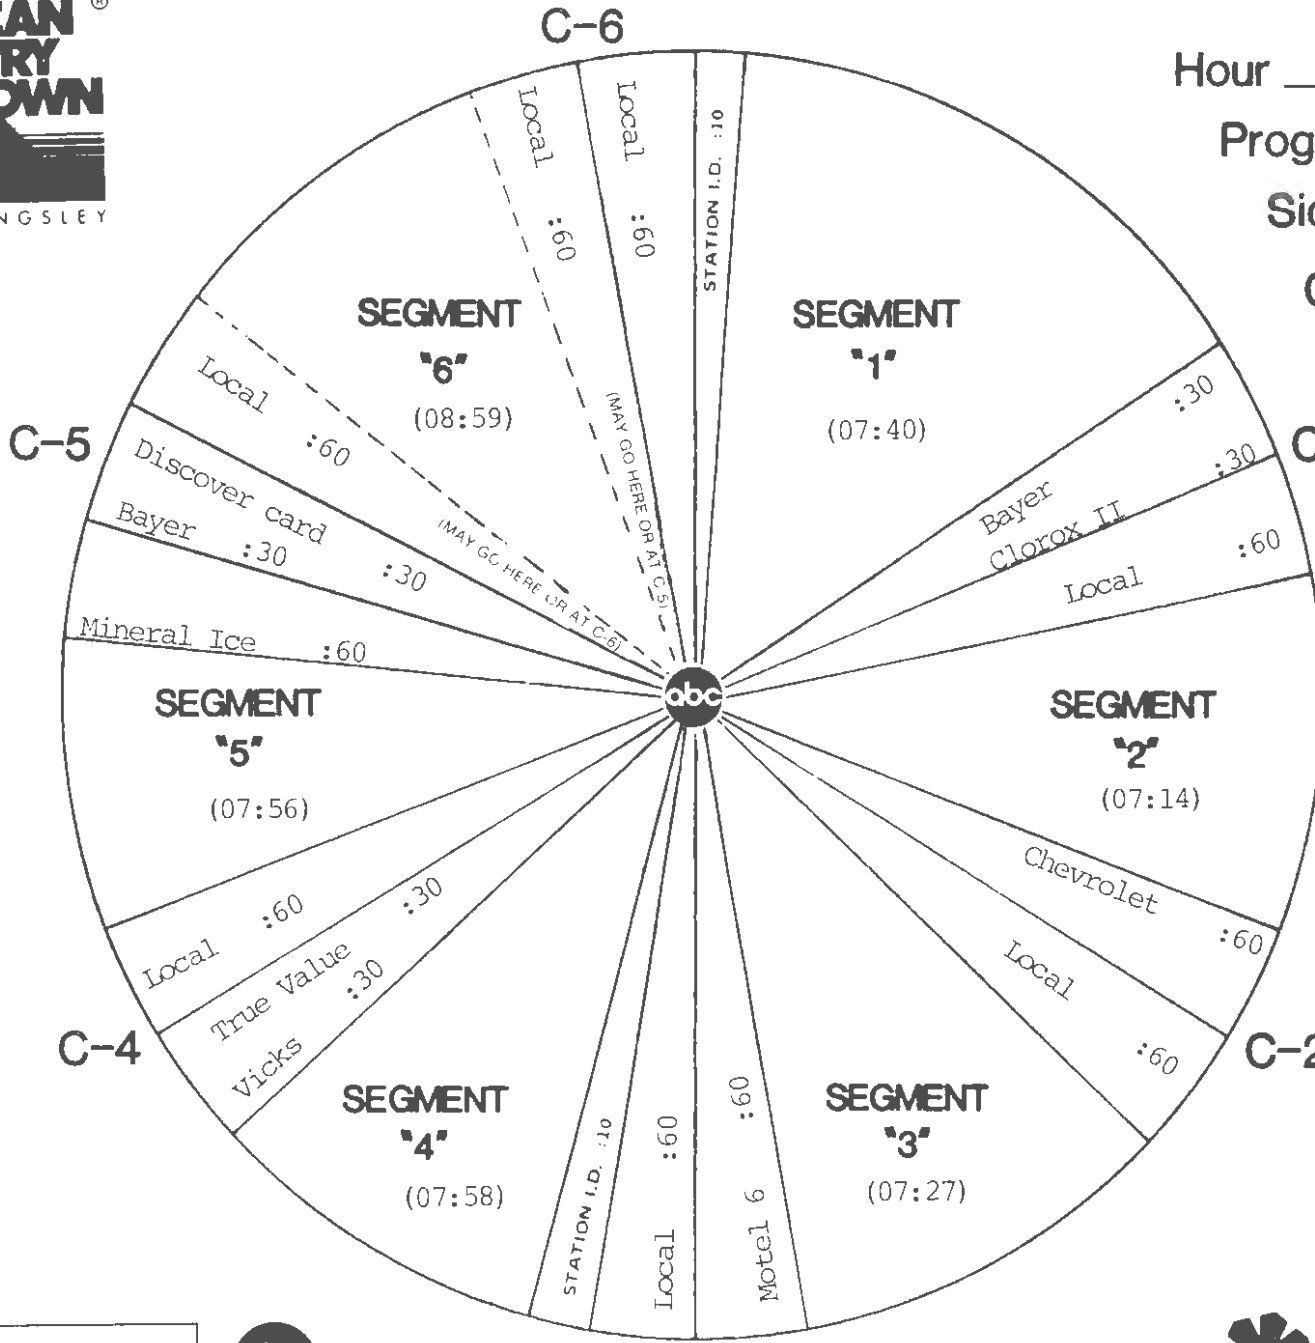 C-6
Hour
STATION I.D. :10
SEGMENT
"1"
(07:40)
Bayer :30
Clorox II :30
Local :60
SEGMENT
"2"
(07:14)
Chevrolet :60
Local :60
SEGMENT
"3"
(07:27)
Motel 6 :60
Local :60
STATION I.D. :10
SEGMENT
"4"
(07:58)
C-4
Vicks :30
True Value :30
Local :60
SEGMENT
"5"
(07:56)
Mineral Ice :60
C-5
Bayer :30
Discover card :30
Local :60
(MAY GO HERE OR AT C-6)
SEGMENT
"6"
(08:59)
Local :60
(MAY GO HERE OR AT C 5)
Local :60
abc